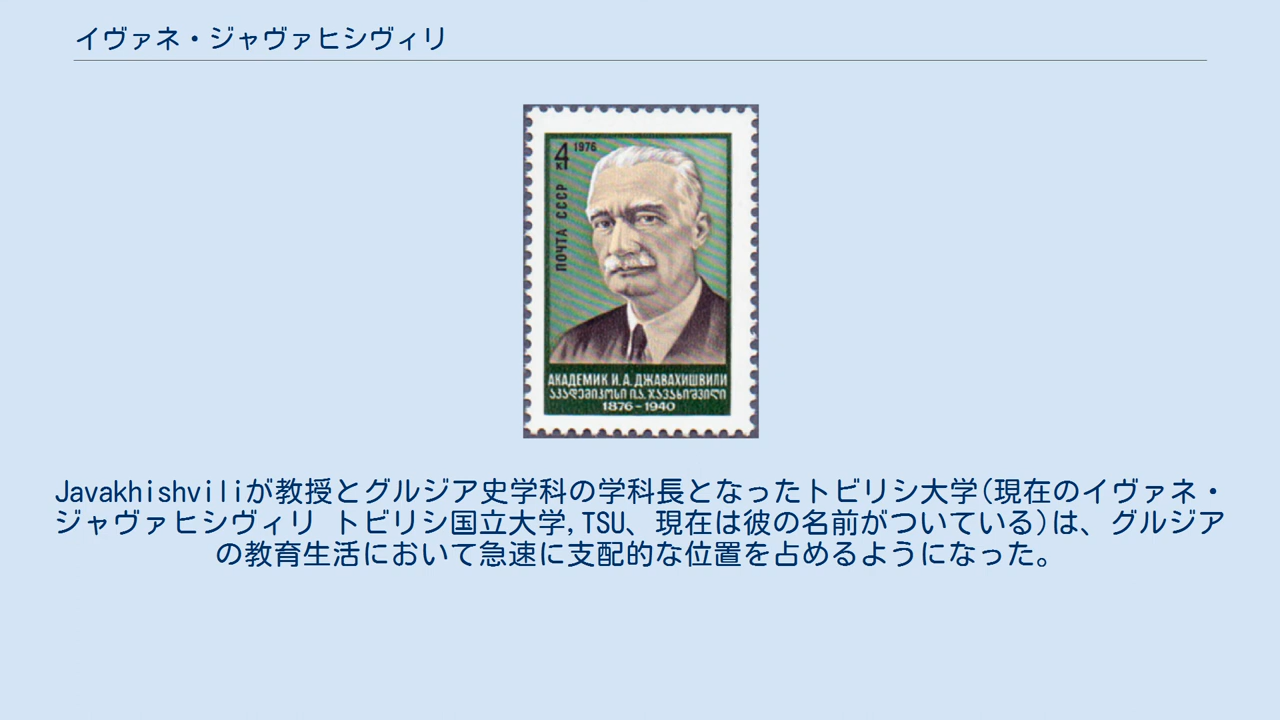 イヴァネ・ジャヴァヒシヴィリ
4
к
1976
ПОЧТА СССР
АКАДЕМИК И. А. ДЖАВАХИШВИЛИ
აკადემიკოსი ი.ა. ჯავახიშვილი
1876-1940
Javakhishviliが教授とグルジア史学科の学科長となったトビリシ大学(現在のイヴァネ・
ジャヴァヒシヴィリ トビリシ国立大学,TSU、現在は彼の名前がついている)は、グルジア
の教育生活において急速に支配的な位置を占めるようになった。